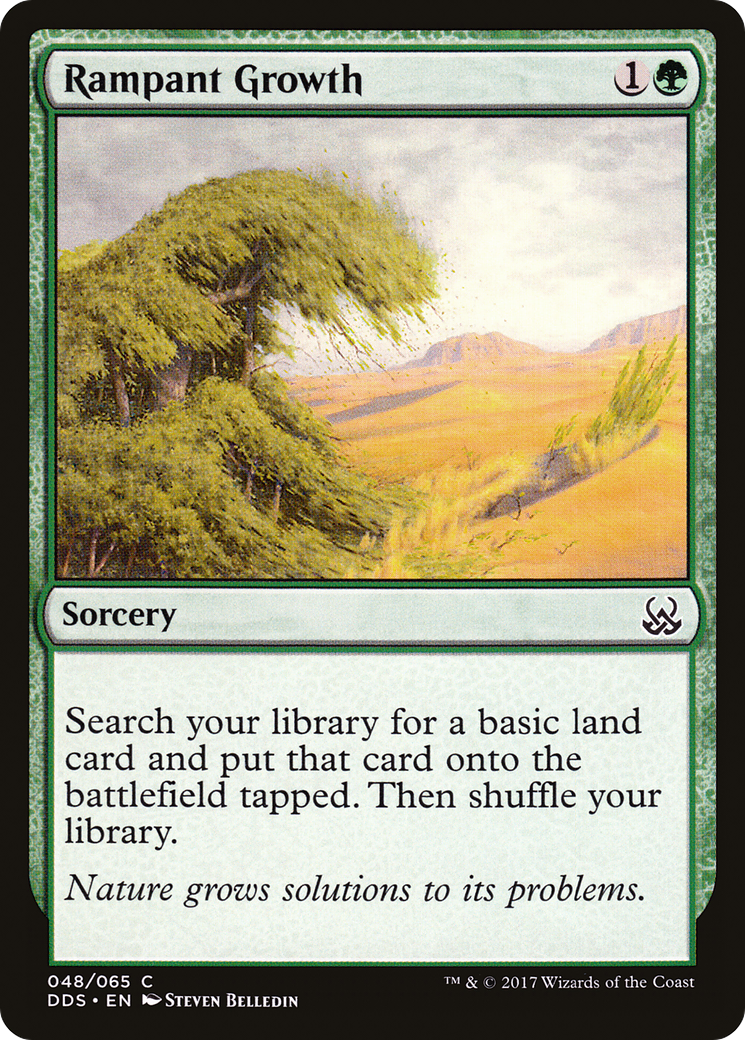 Rampant Growth 1
Sorcery
Search your library for a basic land
card and put that card onto the
battlefield tapped. Then shuffle your
library.
Nature grows solutions to its problems.
048/065 C
DDS • EN Steven Belledin
™ & © 2017 Wizards of the Coast